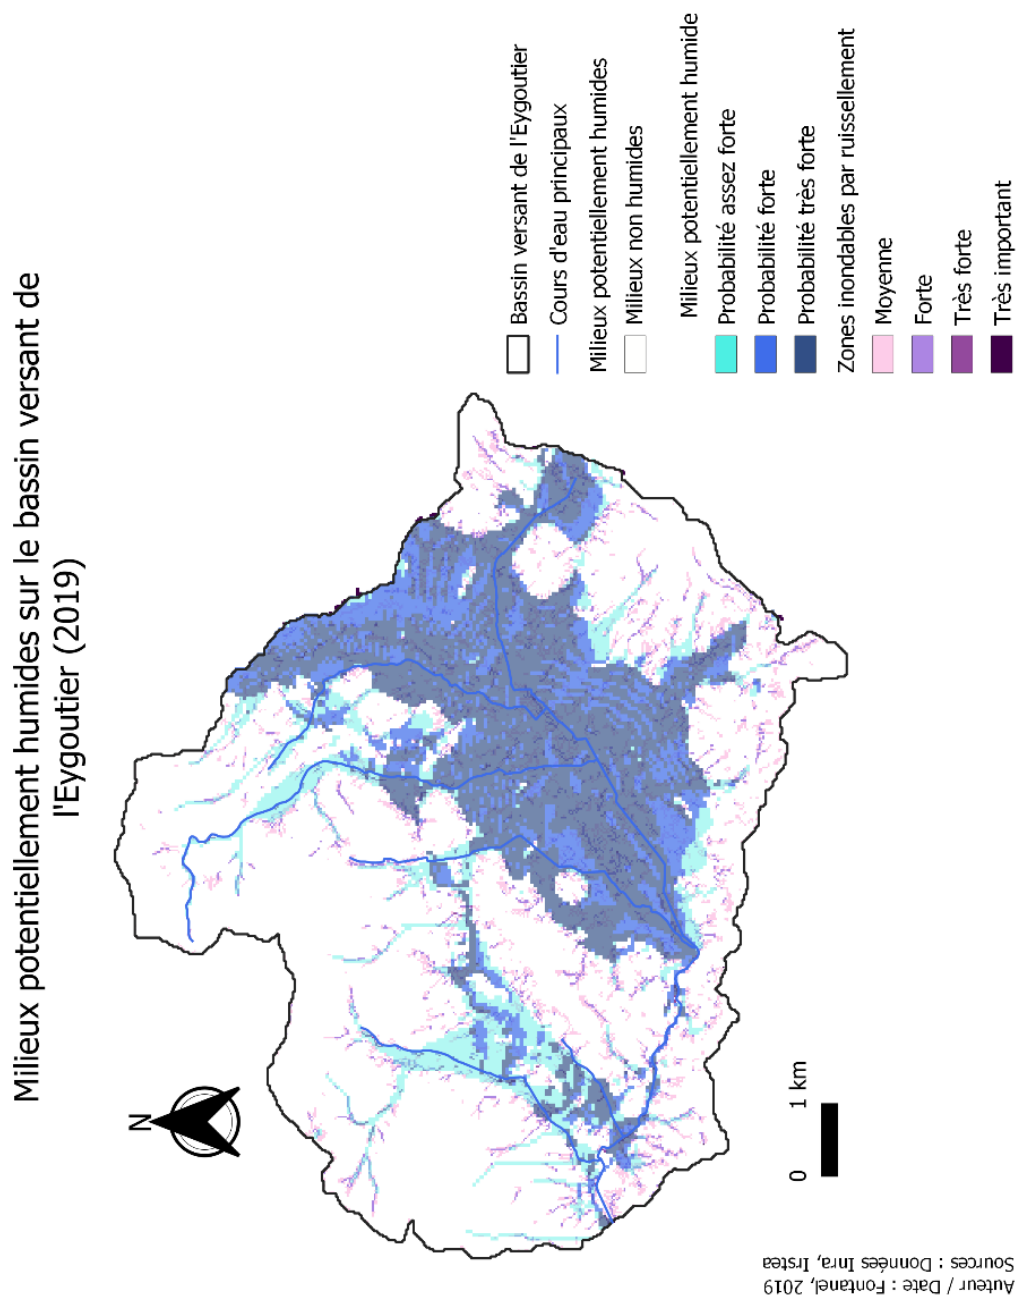 Milieux potentiellement humides sur le bassin versant de
l'Eygoutier (2019)
N
Bassin versant de l'Eygoutier
Cours d'eau principaux
Milieux potentiellement humides
Milieux non humides
Milieux potentiellement humide
Probabilité assez forte
Probabilité forte
Probabilité très forte
Zones inondables par ruissellement
Moyenne
Forte
Très forte
Très important
0 1 km
Auteur / Date : Fontanel, 2019
Sources : Données Inra, Irstea